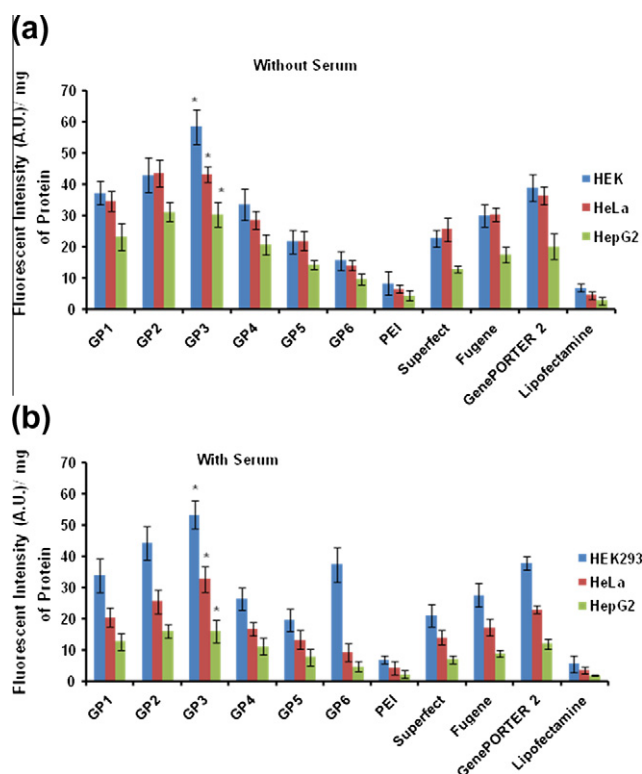 (a)
Without Serum
Fluorescent Intensity (A.U.)/ mg
of Protein
70
60
50
40
30
20
10
0
*
*
*
HEK
HeLa
HepG2
GP1
GP2
GP3
GP4
GP5
GP6
PEI
Superfect
Fugene
GenePORTER 2
Lipofectamine
(b)
With Serum
Fluorescent Intensity (A.U.)/ mg
of Protein
70
60
50
40
30
20
10
0
*
*
*
HEK293
HeLa
HepG2
GP1
GP2
GP3
GP4
GP5
GP6
PEI
Superfect
Fugene
GenePORTER 2
Lipofectamine